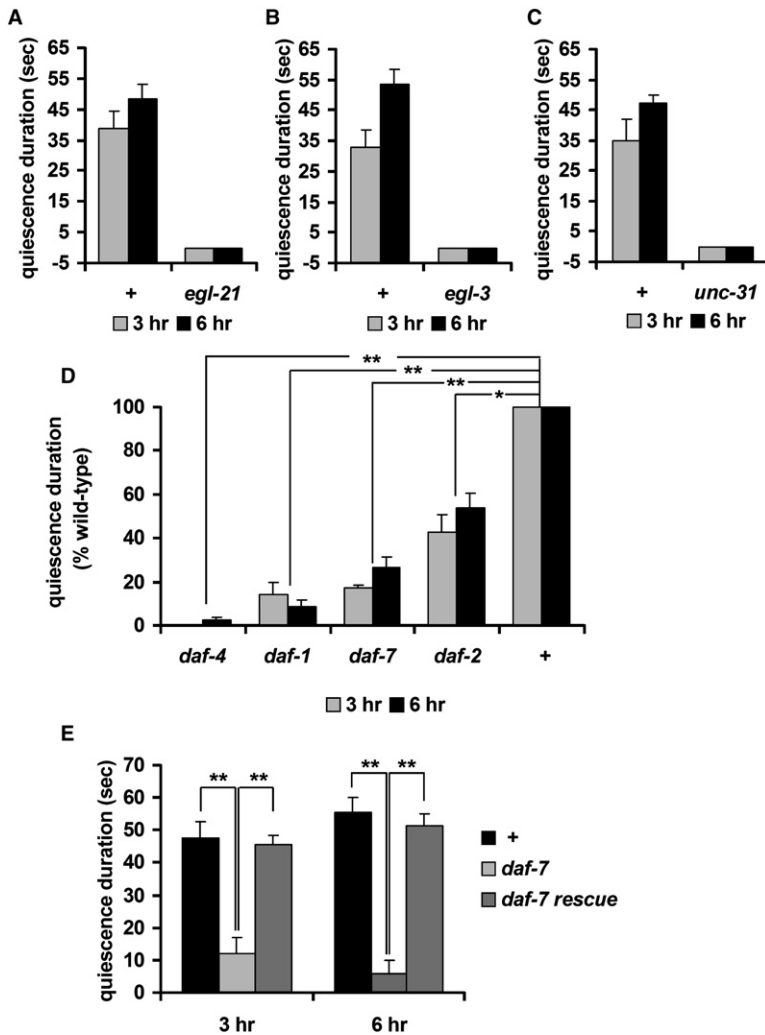 A
quiescence duration (sec)
65
55
45
35
25
15
5
-5
+ egl-21
3 hr 6 hr
B
quiescence duration (sec)
65
55
45
35
25
15
5
-5
+ egl-3
3 hr 6 hr
C
quiescence duration (sec)
65
55
45
35
25
15
5
-5
+ unc-31
3 hr 6 hr
D
quiescence duration
(% wild-type)
**
**
**
*
100
80
60
40
20
0
daf-4 daf-1 daf-7 daf-2 +
3 hr 6 hr
E
quiescence duration (sec)
70
60
50
40
30
20
10
0
** **
** **
3 hr 6 hr
+
daf-7
daf-7 rescue